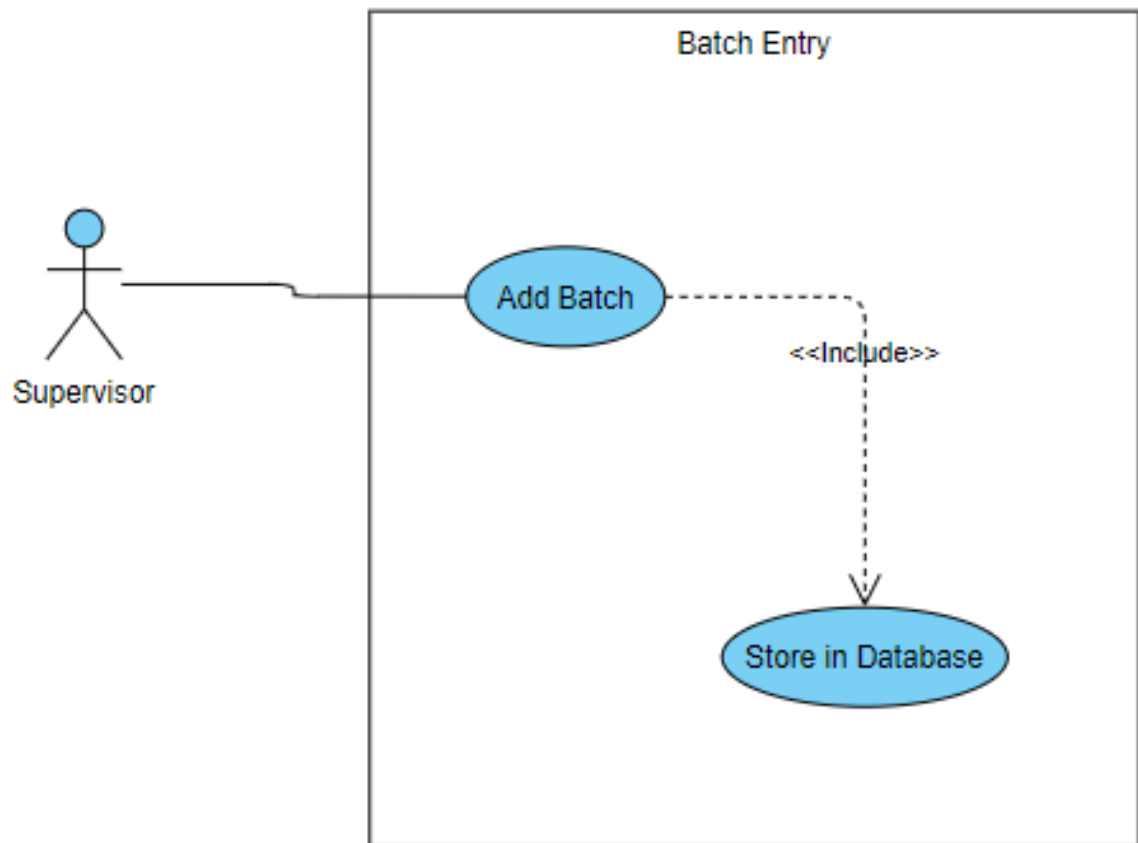 Batch Entry
Add Batch
<<Include>>
Supervisor
Store in Database